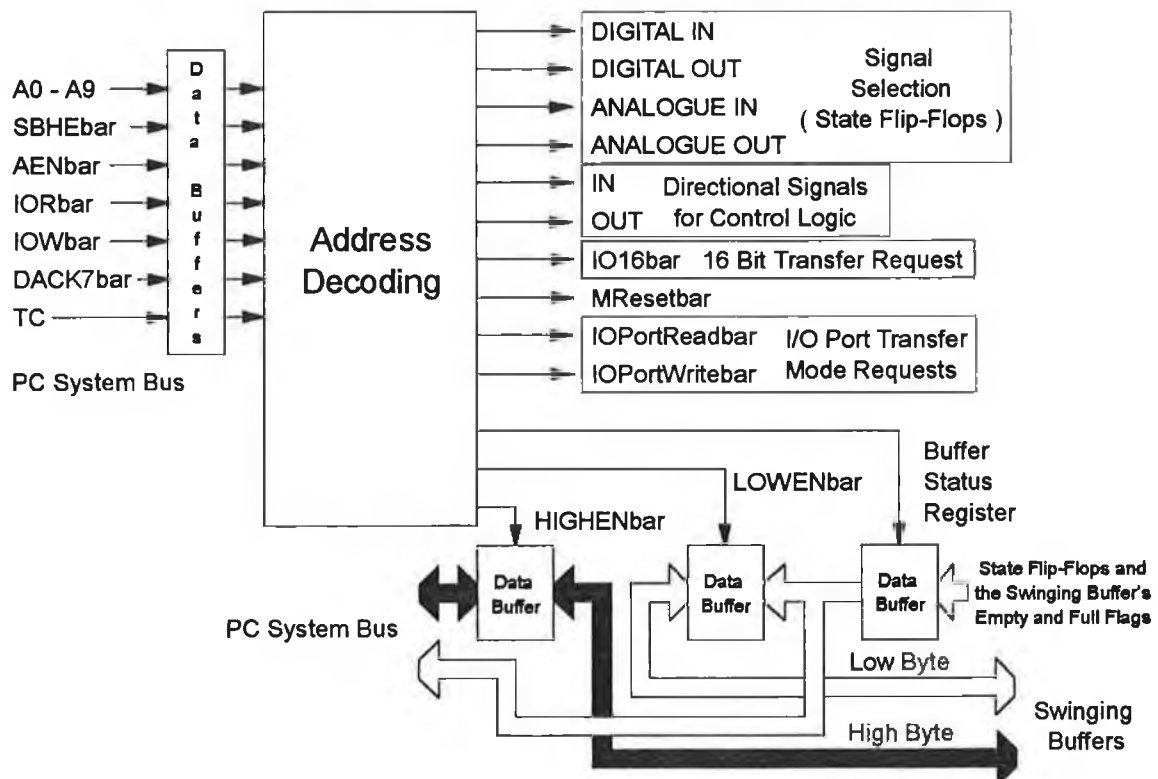 A0 - A9
SBHEbar
AENbar
IORbar
IOWbar
DACK7bar
TC
PC System Bus
Data Buffers
Address
Decoding
DIGITAL IN
DIGITAL OUT
ANALOGUE IN
ANALOGUE OUT
Signal
Selection
( State Flip-Flops )
IN
OUT
Directional Signals
for Control Logic
IO16bar 16 Bit Transfer Request
MResetbar
IOPortReadbar
IOPortWritebar
I/O Port Transfer
Mode Requests
HIGHENbar
LOWENbar
Buffer
Status
Register
Data
Buffer
Data
Buffer
Data
Buffer
State Flip-Flops and
the Swinging Buffer's
Empty and Full Flags
PC System Bus
Low Byte
High Byte
Swinging
Buffers